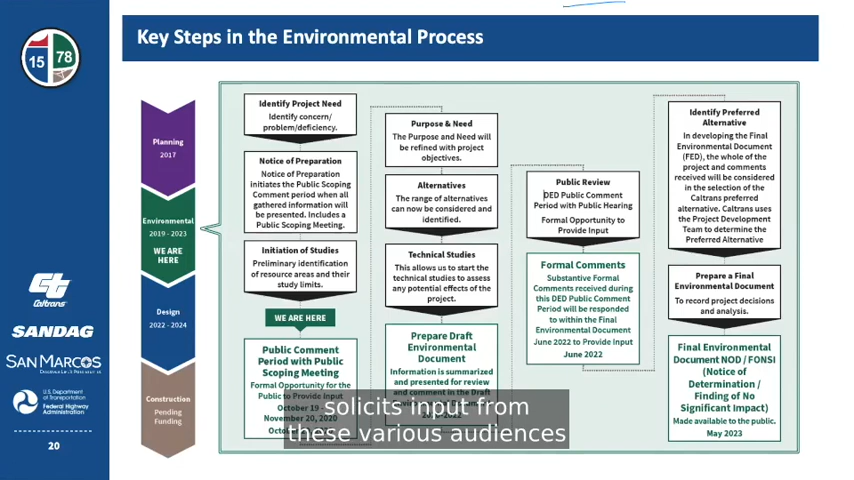 Key Steps in the Environmental Process
15
78
Planning
2017
Environmental
2019 - 2023
WE ARE
HERE
Design
2022 - 2024
Construction
Pending
Funding
Caltrans
SANDAG
SAN MARCOS
U.S. Department
of Transportation
Federal Highway
Administration
20
Identify Project Need
Identify concern/
problem/deficiency.
Notice of Preparation
Notice of Preparation
initiates the Public Scoping
Comment period when all
gathered information will
be presented. Includes a
Public Scoping Meeting.
Initiation of Studies
Preliminary identification
of resource areas and their
study limits.
WE ARE HERE
Public Comment
Period with Public
Scoping Meeting
Formal Opportunity for the
Public to Provide Input
October 19 -
November 20, 2020
Purpose & Need
The Purpose and Need will
be refined with project
objectives.
Alternatives
The range of alternatives
can now be considered and
identified.
Technical Studies
This allows us to start the
technical studies to assess
any potential effects of the
project.
Prepare Draft
Environmental
Document
Information is summarized
and presented for review
and comment in the Draft
Public Review
DED Public Comment
Period with Public Hearing
Formal Opportunity to
Provide Input
Formal Comments
Substantive Formal
Comments received during
this DED Public Comment
Period will be responded
to within the Final
Environmental Document
June 2022 to Provide Input
June 2022
Identify Preferred
Alternative
In developing the Final
Environmental Document
(FED), the whole of the
project and comments
received will be considered
in the selection of the
Caltrans preferred
alternative. Caltrans uses
the Project Development
Team to determine the
Preferred Alternative
Prepare a Final
Environmental Document
To record project decisions
and analysis.
Final Environmental
Document NOD / FONSI
(Notice of
Determination /
Finding of No
Significant Impact)
Made available to the public.
May 2023
solicits input from
these various audiences